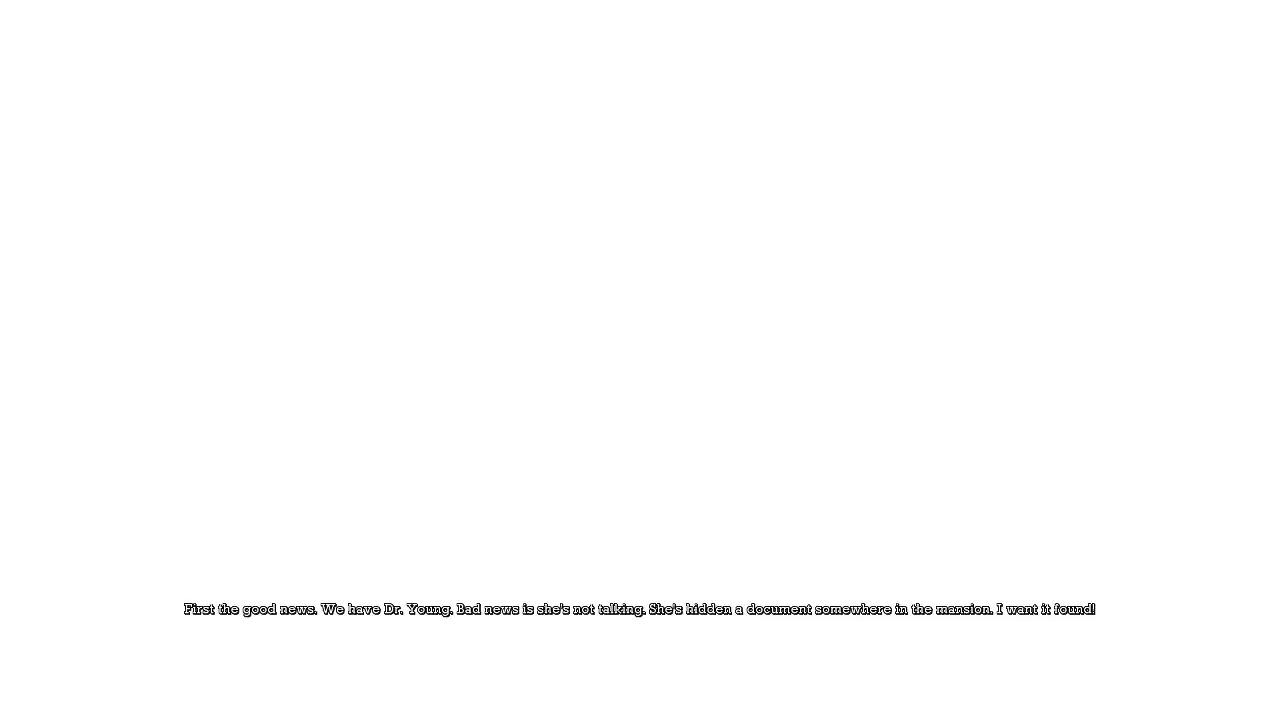 First the good news. We have Dr. Young. Bad news is she's not talking. She's hidden a document somewhere in the mansion. I want it found!